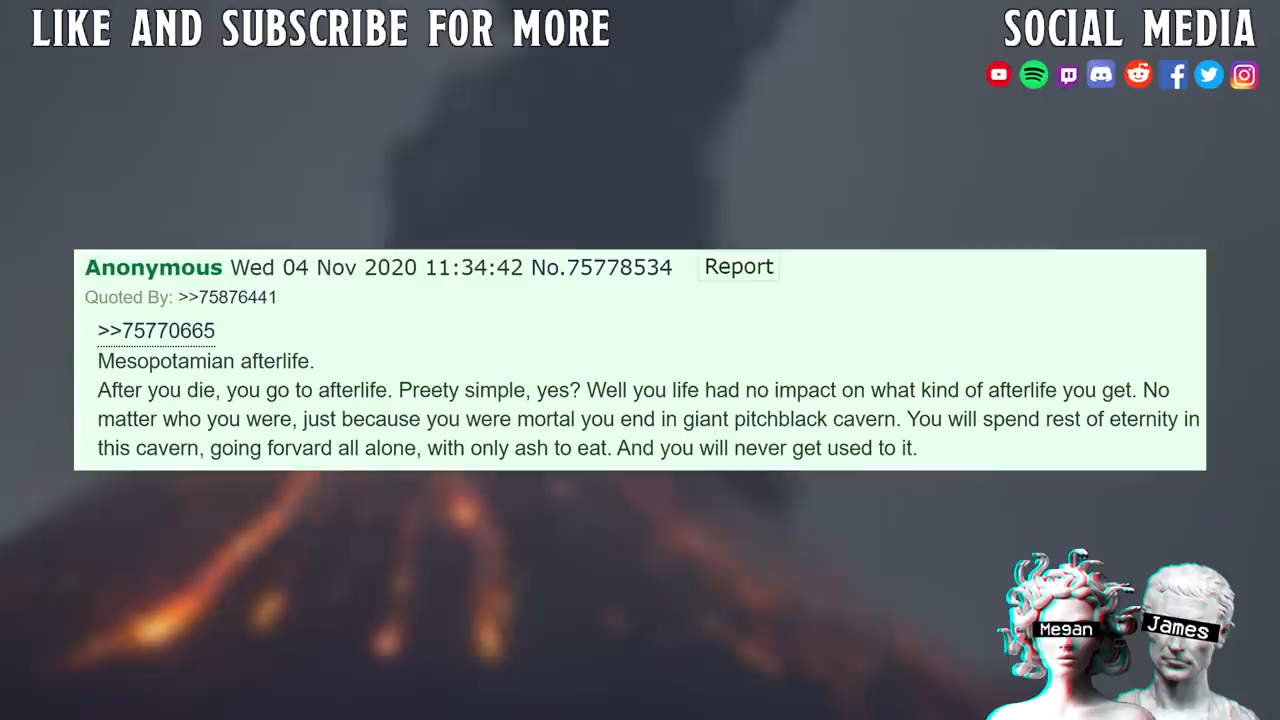 LIKE AND SUBSCRIBE FOR MORE
SOCIAL MEDIA
Anonymous Wed 04 Nov 2020 11:34:42 No.75778534 Report
Quoted By: >>75876441
>>75770665
Mesopotamian afterlife.
After you die, you go to afterlife. Preety simple, yes? Well you life had no impact on what kind of afterlife you get. No
matter who you were, just because you were mortal you end in giant pitchblack cavern. You will spend rest of eternity in
this cavern, going forvard all alone, with only ash to eat. And you will never get used to it.
Megan
James